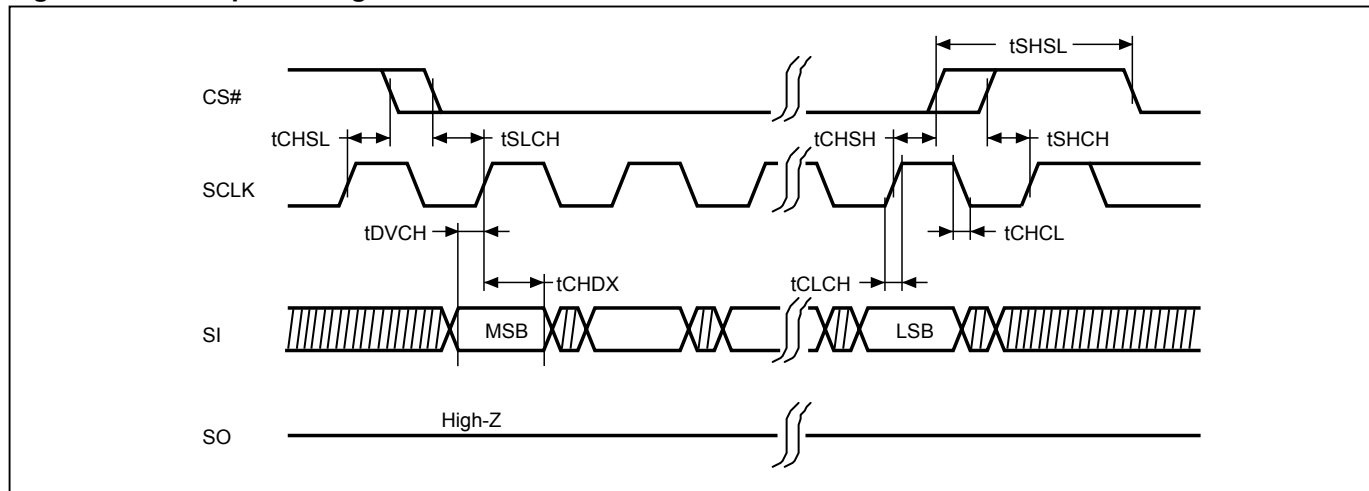 tSHSL
CS#
tCHSL
tSLCH
tCHSH
tSHCH
SCLK
tDVCH
tCHCL
tCHDX
tCLCH
SI
MSB
LSB
High-Z
SO